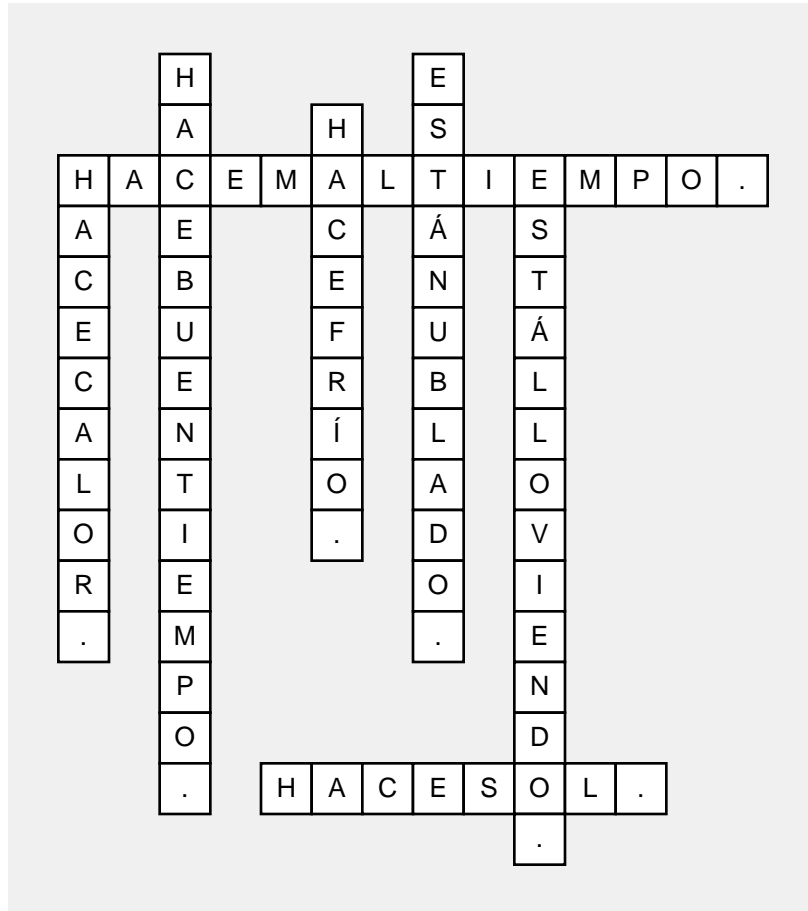 HACEBUENTIEMPO.
ESTÁNUBLADO.
HACEFRÍO.
HACEMALTIEMPO.
HACECALOR.
ESTÁLLOVIENDO.
HACESOL.